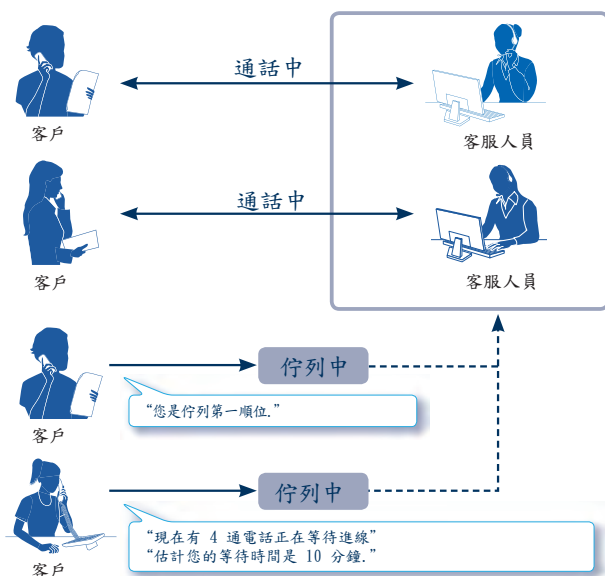 通話中
客戶
客服人員
通話中
客戶
客服人員
佇列中
“您是佇列第一順位.”
客戶
佇列中
“現在有 4 通電話正在等待進線”
“估計您的等待時間是 10 分鐘.”
客戶